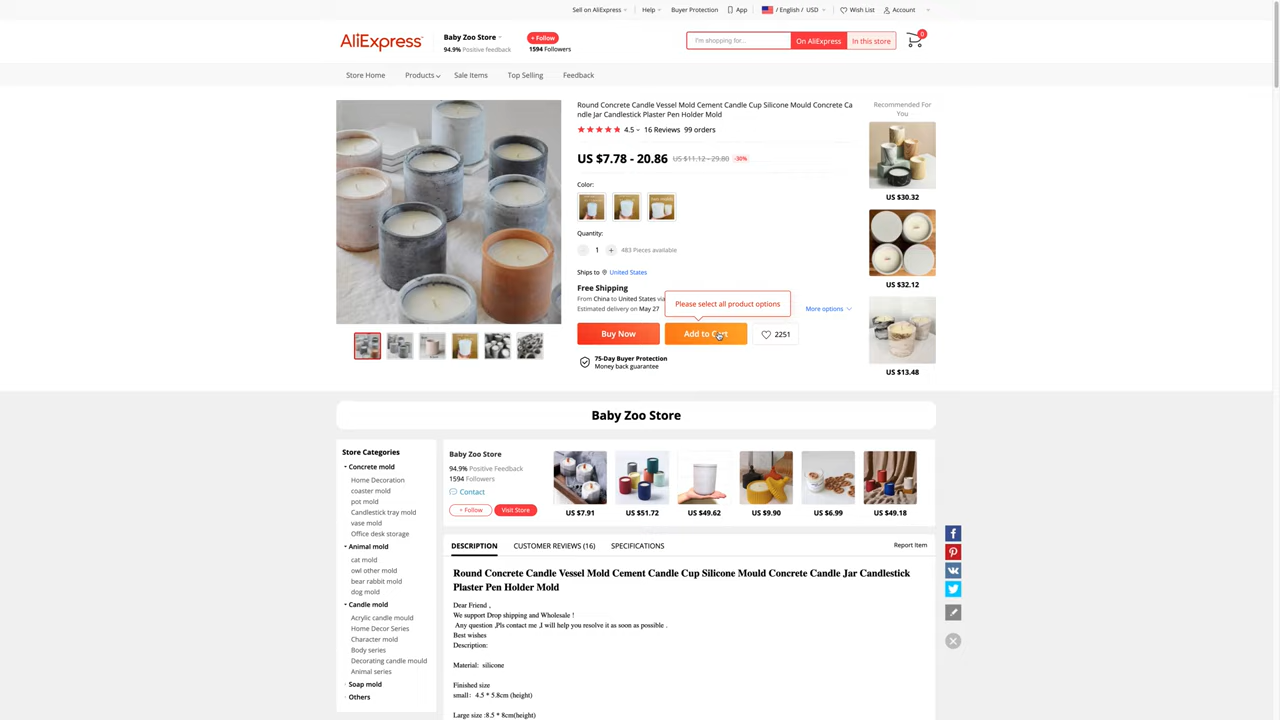 Sell on AliExpress
Help
Buyer Protection
App
/ English / USD
Wish List
Account
AliExpress
Baby Zoo Store
94.9% Positive feedback
+ Follow
1594 Followers
I'm shopping for...
On AliExpress
In this store
0
Store Home
Products
Sale Items
Top Selling
Feedback
Round Concrete Candle Vessel Mold Cement Candle Cup Silicone Mould Concrete Ca
ndle Jar Candlestick Plaster Pen Holder Mold
4.5
16 Reviews
99 orders
US $7.78 - 20.86
US $11.12 - 29.80
-30%
Color:
Quantity:
1
+
483 Pieces available
Ships to
United States
Free Shipping
From China to United States via
Estimated delivery on May 27
More options
Please select all product options
Buy Now
Add to Cart
2251
75-Day Buyer Protection
Money back guarantee
Recommended For
You
US $30.32
US $32.12
US $13.48
Baby Zoo Store
Store Categories
Concrete mold
Home Decoration
coaster mold
pot mold
Candlestick tray mold
vase mold
Office desk storage
Animal mold
cat mold
owl other mold
bear rabbit mold
dog mold
Candle mold
Acrylic candle mould
Home Decor Series
Character mold
Body series
Decorating candle mould
Animal series
Soap mold
Others
Baby Zoo Store
94.9% Positive Feedback
1594 Followers
Contact
+ Follow
Visit Store
US $7.91
US $51.72
US $49.62
US $9.90
US $6.99
US $49.18
DESCRIPTION
CUSTOMER REVIEWS (16)
SPECIFICATIONS
Report Item
Round Concrete Candle Vessel Mold Cement Candle Cup Silicone Mould Concrete Candle Jar Candlestick
Plaster Pen Holder Mold
Dear Friend ,
We support Drop shipping and Wholesale !
Any question ,Pls contact me ,I will help you resolve it as soon as possible .
Best wishes
Description:
Material: silicone
Finished size
small: 4.5 * 5.8cm (height)
Large size :8.5 * 8cm(height)